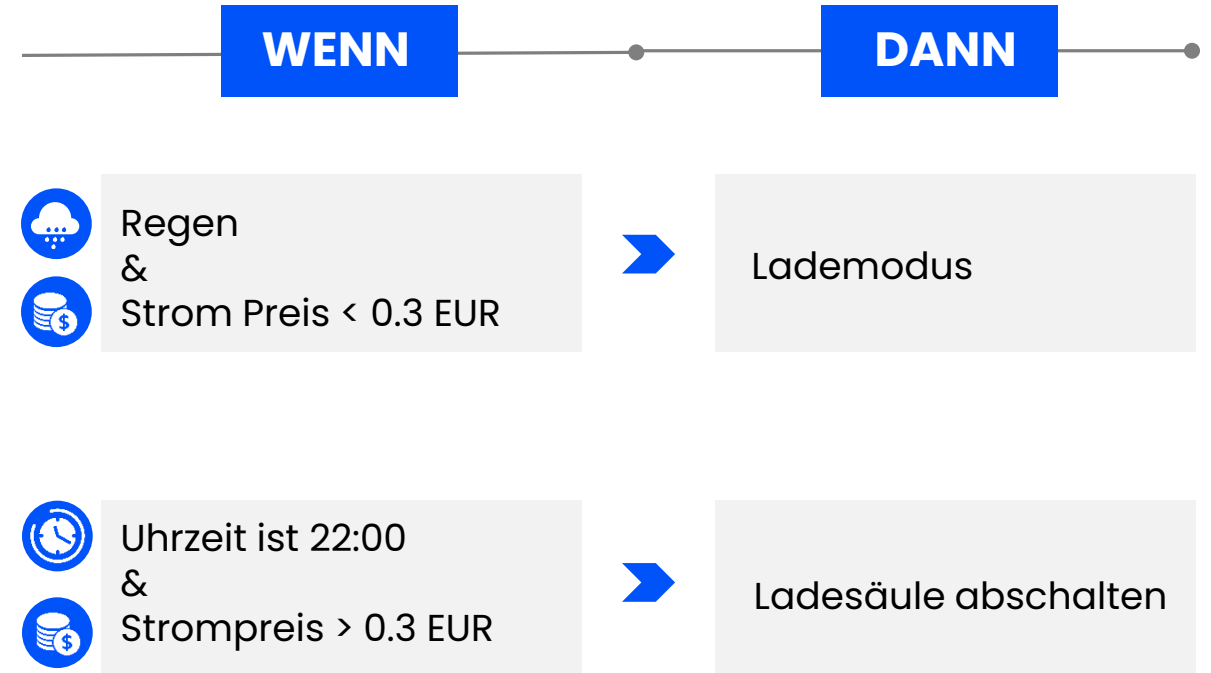 WENN
DANN
Regen
&
Strom Preis < 0.3 EUR
Lademodus
Uhrzeit ist 22:00
&
Strompreis > 0.3 EUR
Ladesäule abschalten